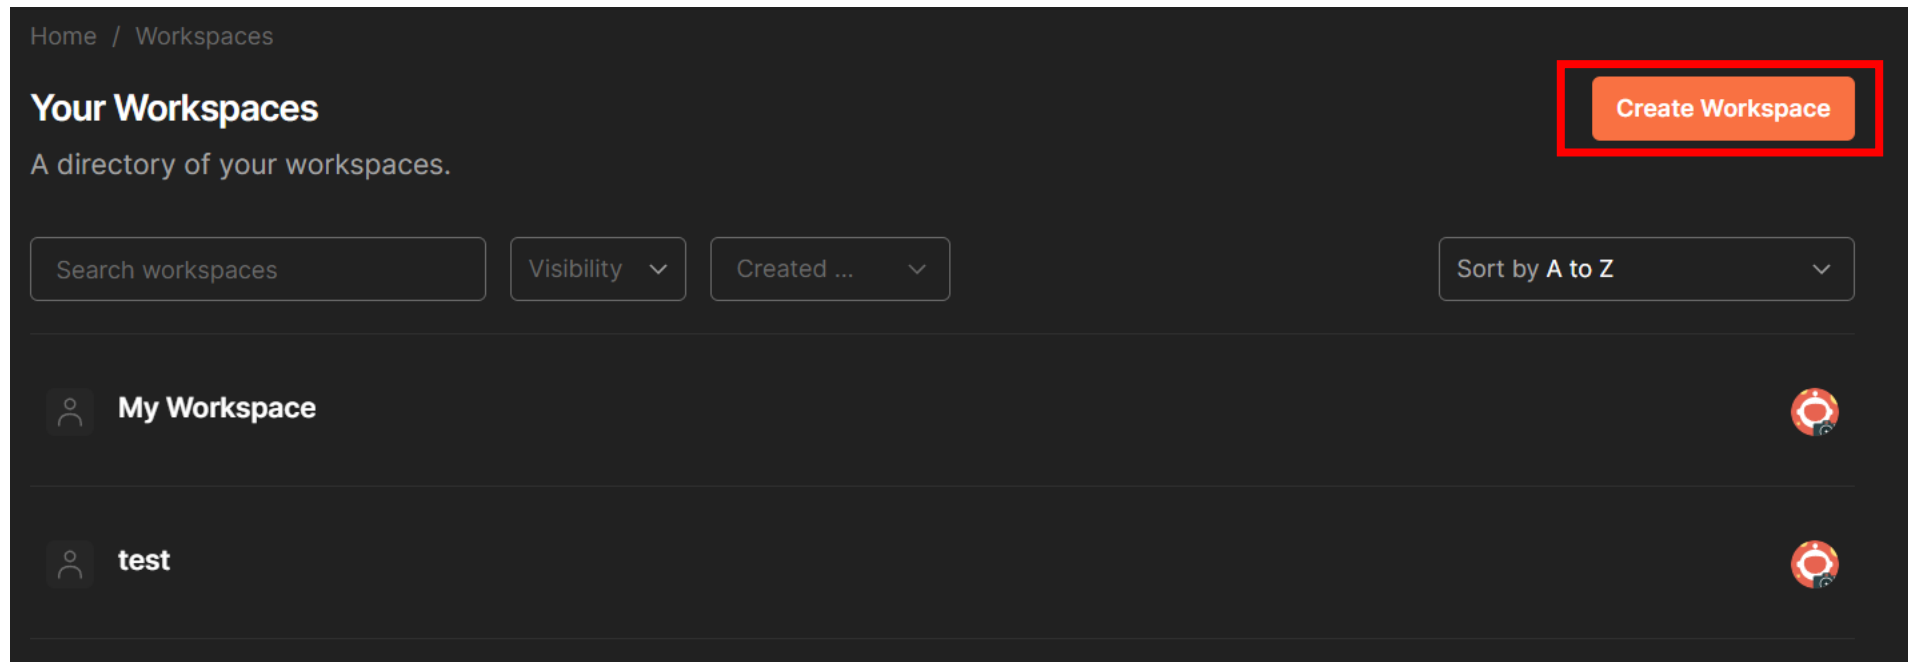 Home / Workspaces
Your Workspaces
Create Workspace
A directory of your workspaces.
Search workspaces
Visibility
Created ...
Sort by A to Z
My Workspace
test